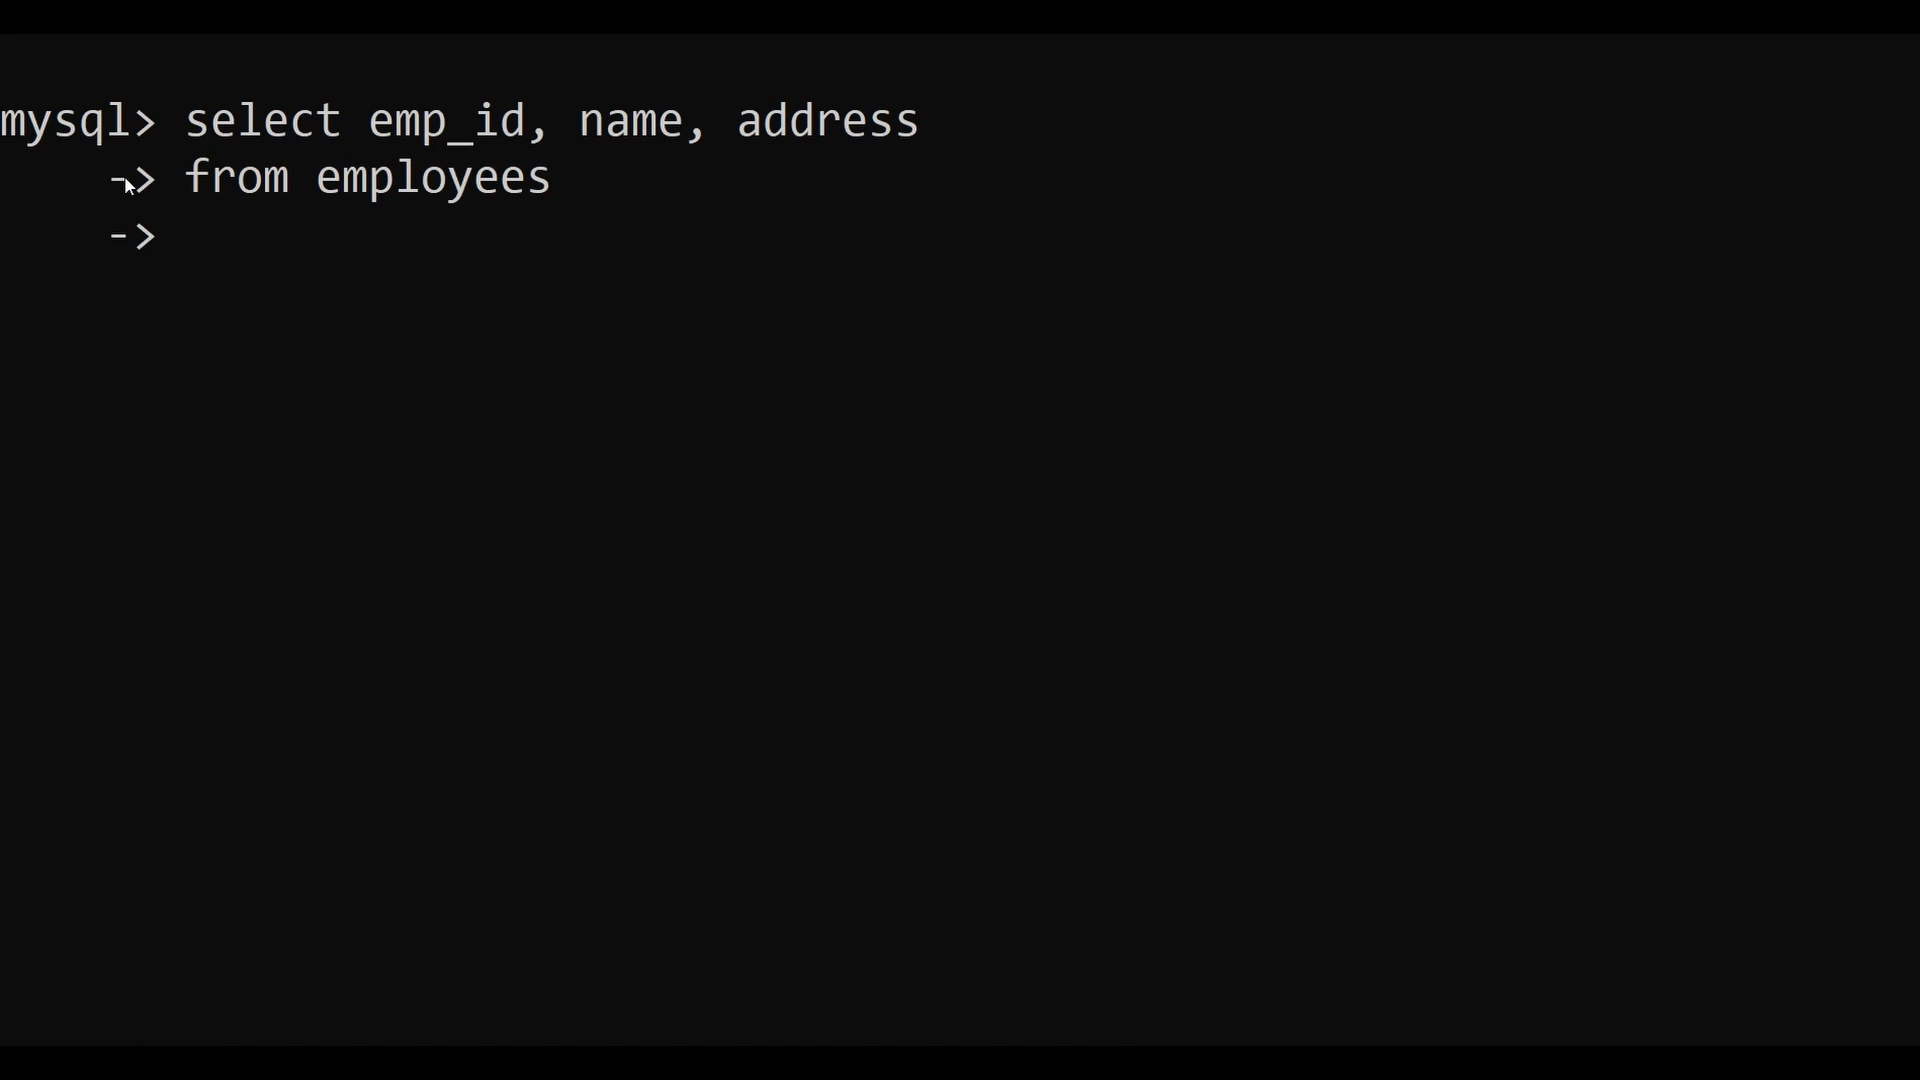 mysql> select emp_id, name, address
-> from employees
->